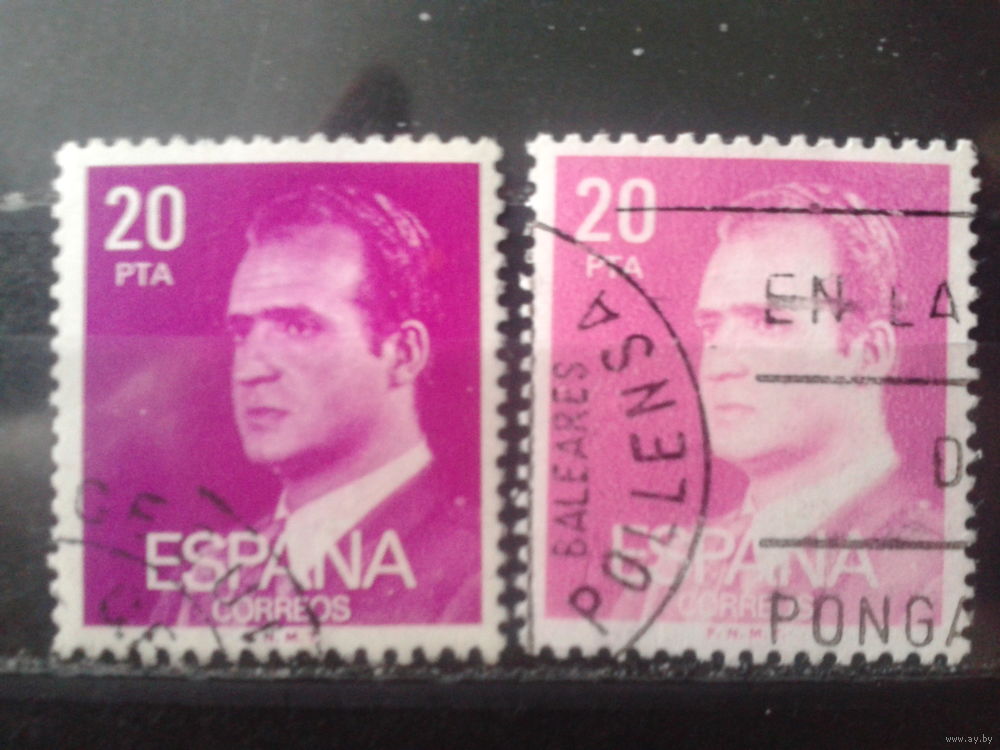 20
PTA
ESPAÑA
CORREOS
20
PTA
ESPAÑA
CORREOS
F. N. M.
BALEARES
POLLENSA
EN LA
PONGA
www.ay.by